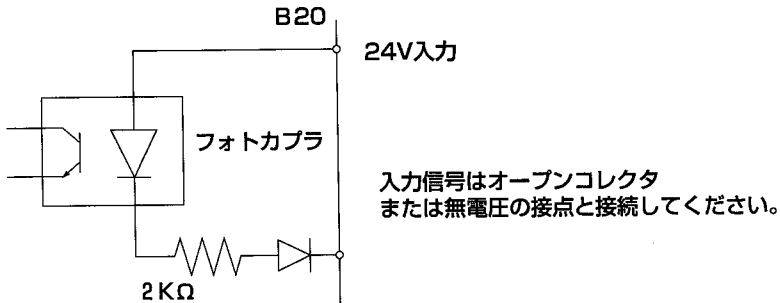 B20
24V入力
フォトカプラ
入力信号はオープンコレクタ
または無電圧の接点と接続してください。
2KΩ